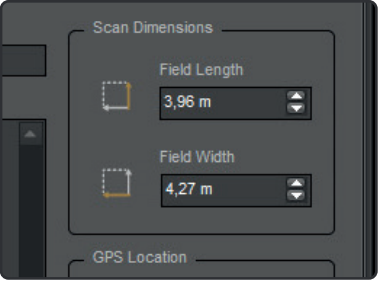 Scan Dimensions
Field Length
3,96 m
Field Width
4,27 m
GPS Location